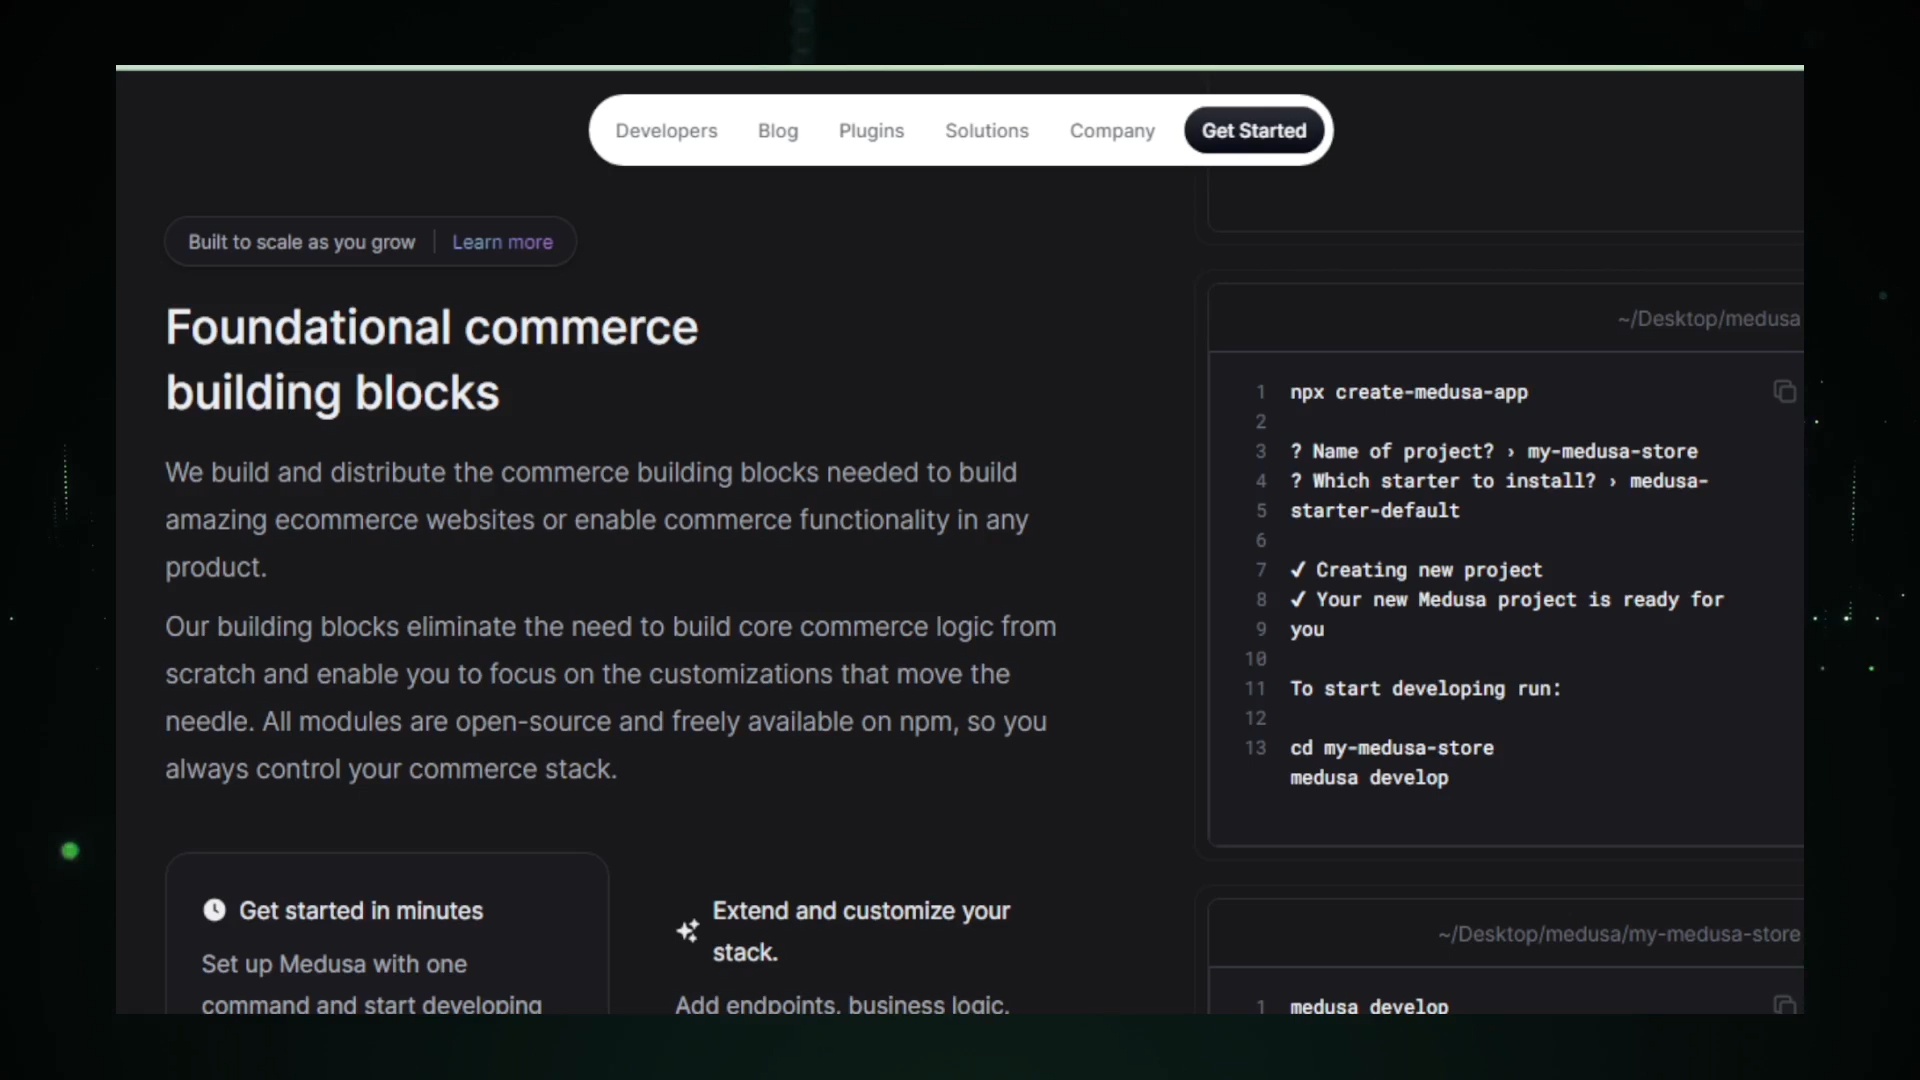 Developers Blog Plugins Solutions Company Get Started
Built to scale as you grow Learn more
Foundational commerce
building blocks
We build and distribute the commerce building blocks needed to build
amazing ecommerce websites or enable commerce functionality in any
product.
Our building blocks eliminate the need to build core commerce logic from
scratch and enable you to focus on the customizations that move the
needle. All modules are open-source and freely available on npm, so you
always control your commerce stack.
Get started in minutes
Set up Medusa with one
command and start developing
Extend and customize your
stack.
Add endpoints, business logic,
~/Desktop/medusa
1 npx create-medusa-app
2
3 ? Name of project? › my-medusa-store
4 ? Which starter to install? › medusa-
5 starter-default
6
7 ✓ Creating new project
8 ✓ Your new Medusa project is ready for
9 you
10
11 To start developing run:
12
13 cd my-medusa-store
medusa develop
~/Desktop/medusa/my-medusa-store
1 medusa develop